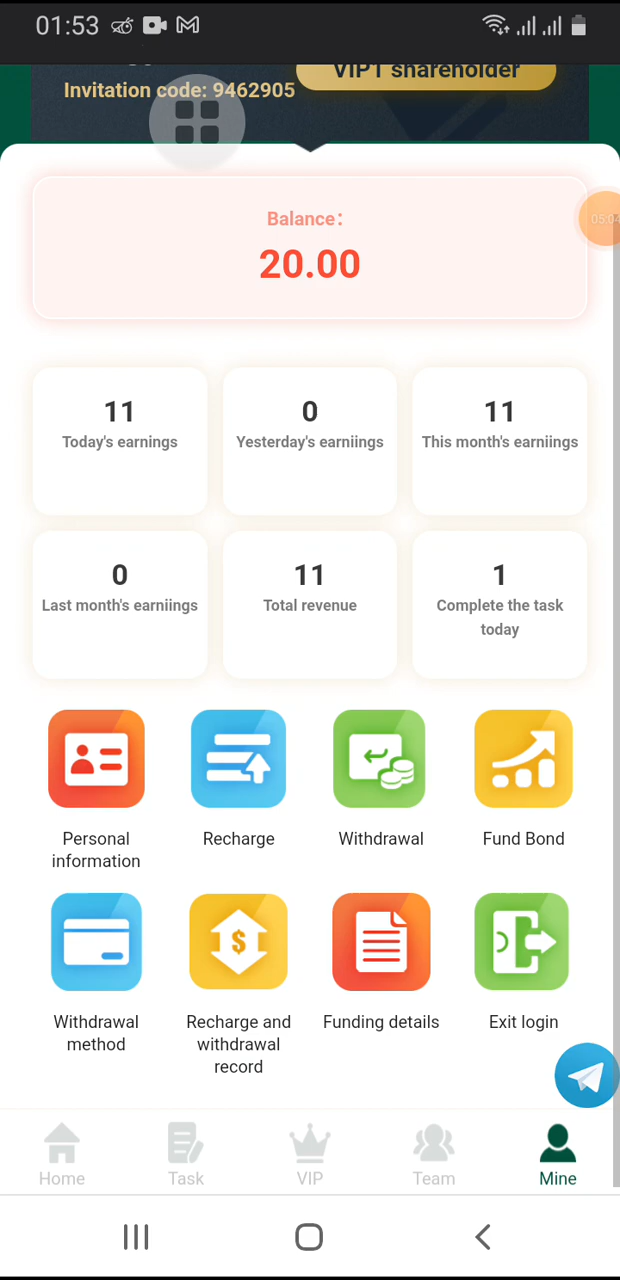 01:53
VIP1 shareholder
Invitation code: 9462905
Balance:
20.00
05:04
11
Today's earnings
0
Yesterday's earniings
11
This month's earniings
0
Last month's earniings
11
Total revenue
1
Complete the task
today
Personal
information
Recharge
Withdrawal
Fund Bond
Withdrawal
method
Recharge and
withdrawal
record
$
Funding details
Exit login
Home
Task
VIP
Team
Mine